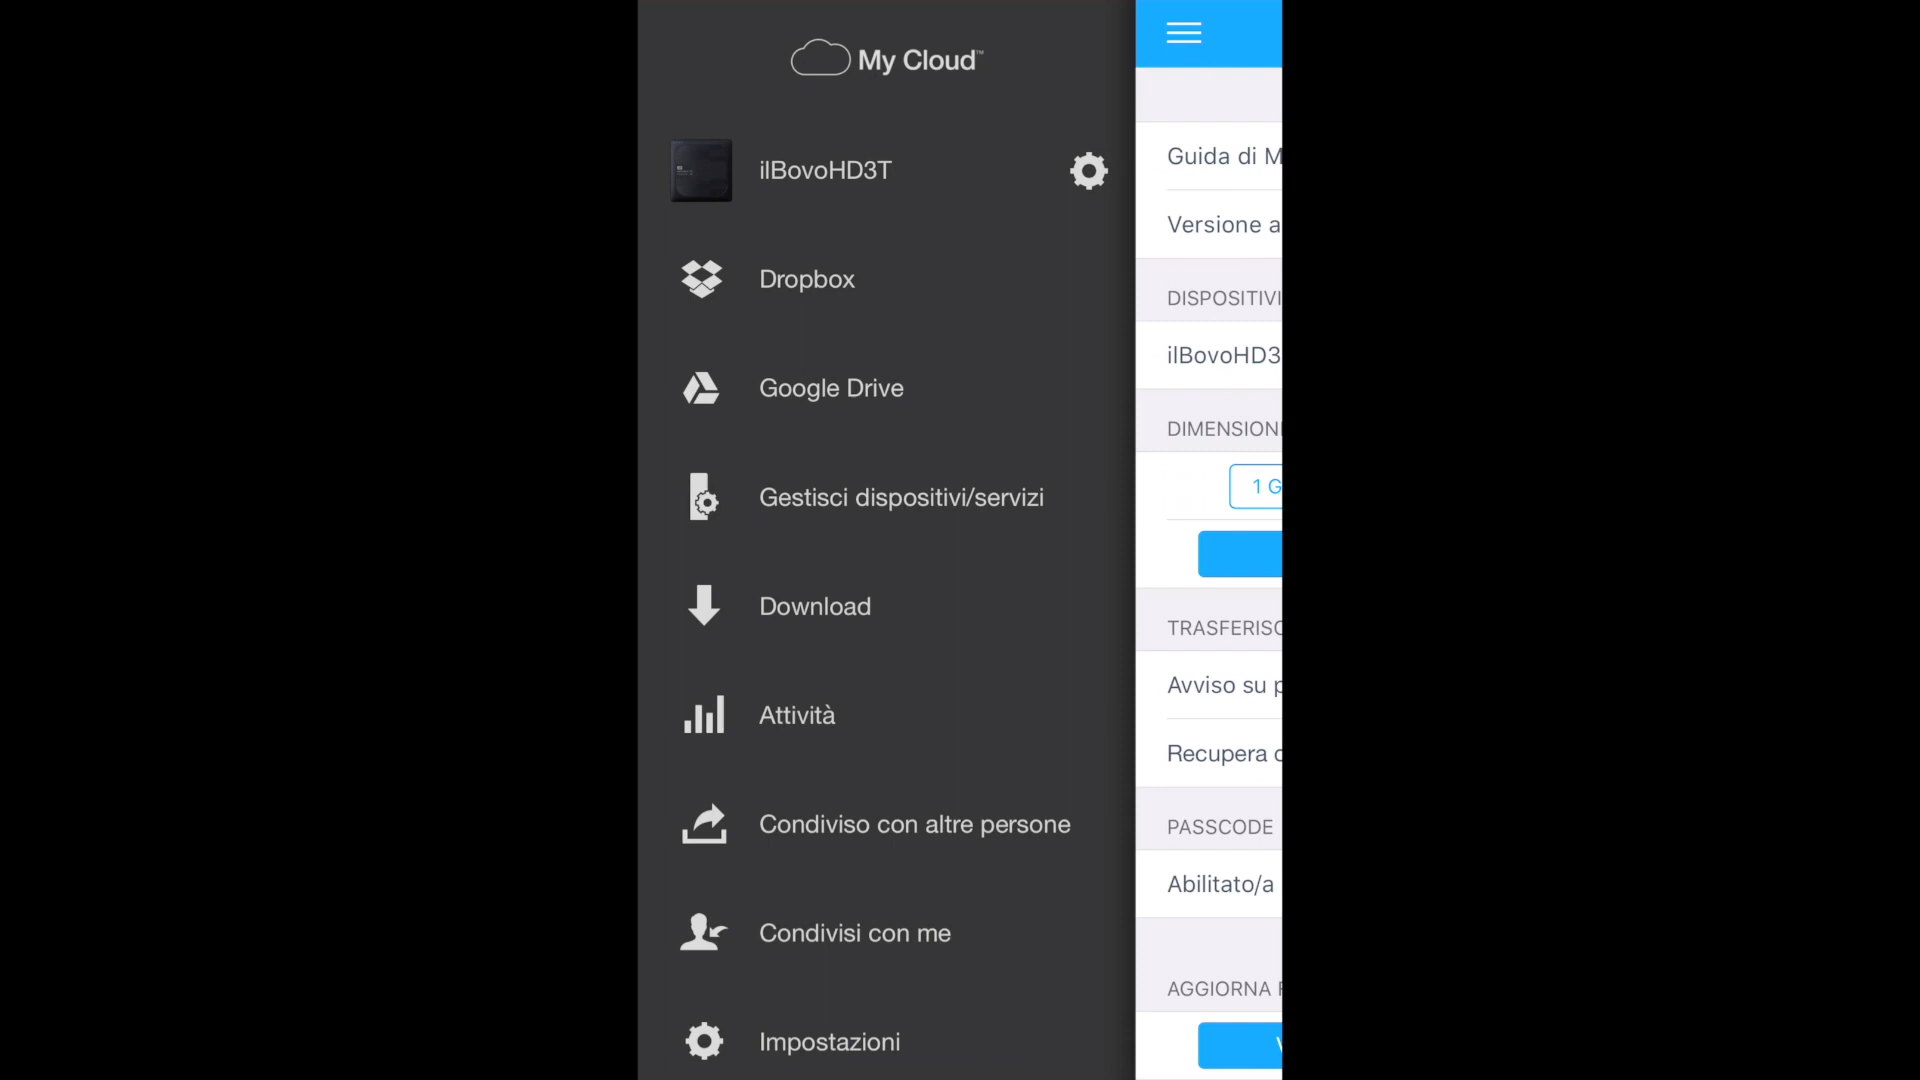 My Cloud™
ilBovoHD3T
Dropbox
Google Drive
Gestisci dispositivi/servizi
Download
Attività
Condiviso con altre persone
Condivisi con me
Impostazioni
Guida di M
Versione a
DISPOSITIVI
ilBovoHD3
DIMENSION
1 G
TRASFERISC
Avviso su p
Recupera
PASSCODE
Abilitato/a
AGGIORNA